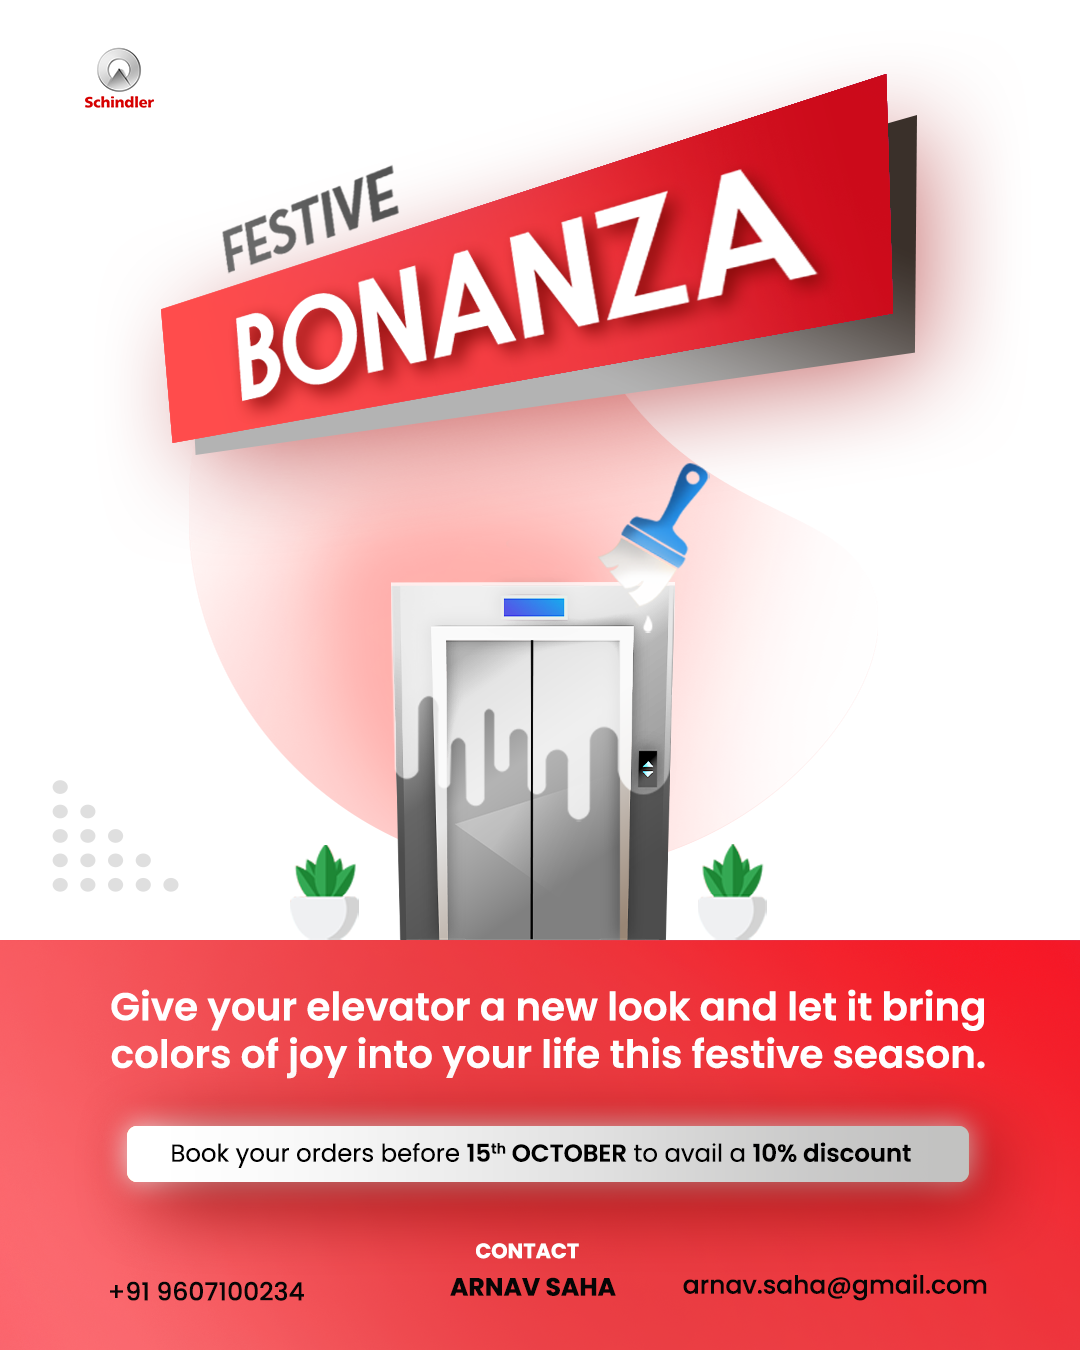 Schindler
FESTIVE
BONANZA
Give your elevator a new look and let it bring
colors of joy into your life this festive season.
Book your orders before 15th OCTOBER to avail a 10% discount
CONTACT
+91 9607100234
ARNAV SAHA
arnav.saha@gmail.com